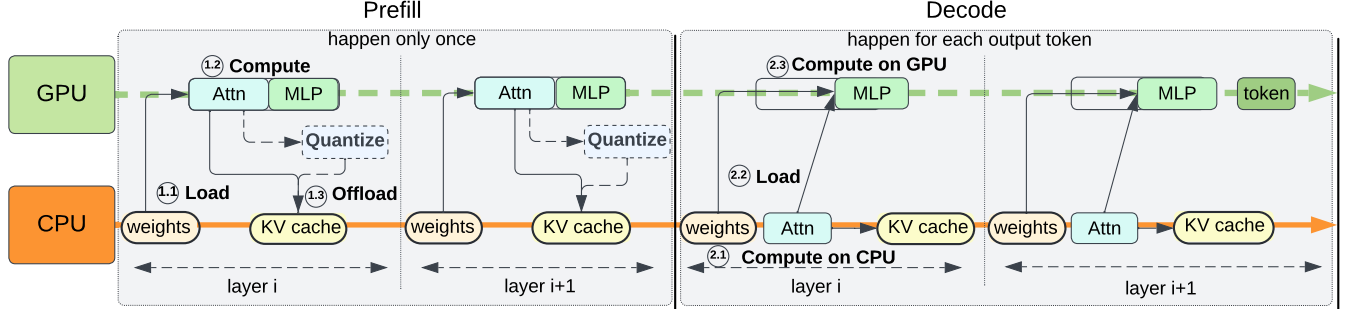 Prefill
Decode
happen only once
happen for each output token
GPU
1.2 Compute
Attn
MLP
Attn
MLP
2.3 Compute on GPU
MLP
MLP
token
Quantize
Quantize
1.1 Load
1.3 Offload
2.2 Load
CPU
weights
KV cache
weights
KV cache
weights
Attn
KV cache
weights
Attn
KV cache
2.1 Compute on CPU
layer i
layer i+1
layer i
layer i+1